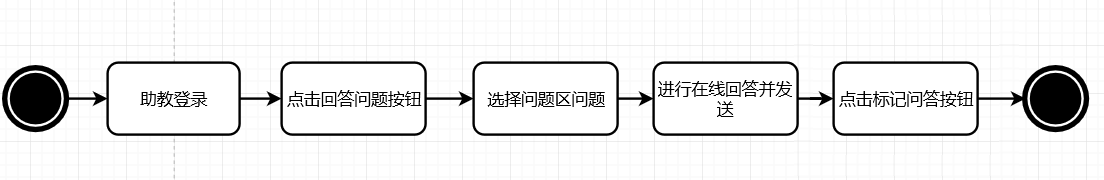 助教登录
点击回答问题按钮
选择问题区问题
进行在线回答并发
送
点击标记问答按钮